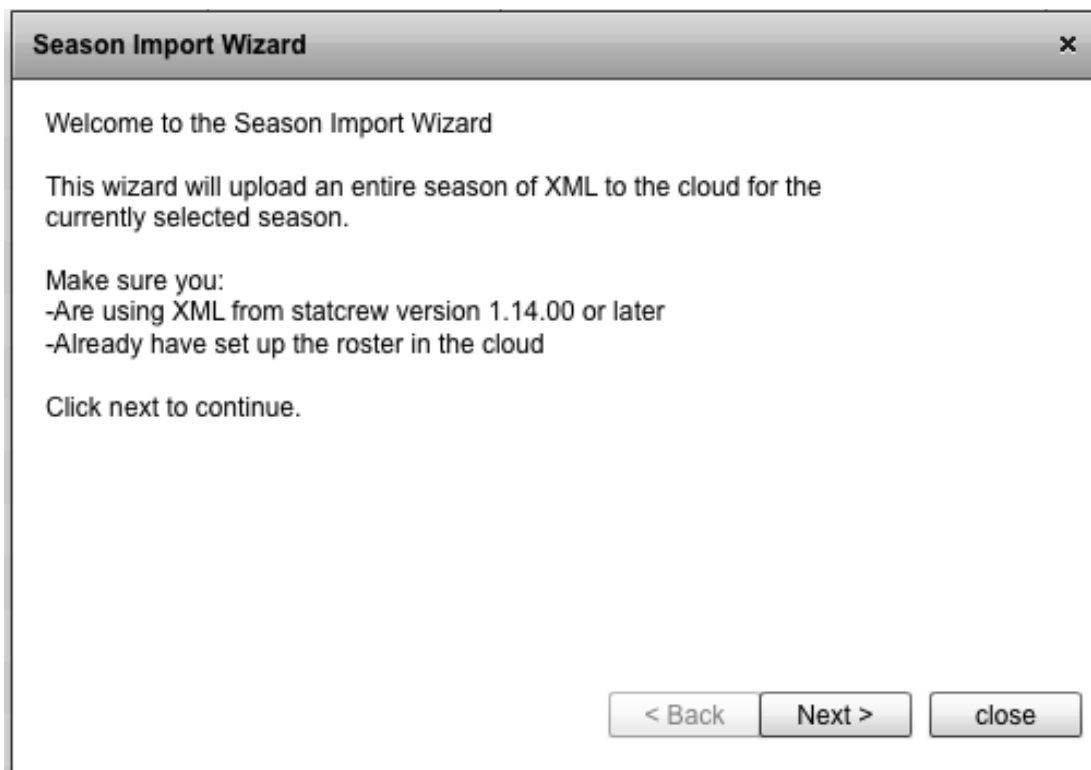 Season Import Wizard ×
Welcome to the Season Import Wizard
This wizard will upload an entire season of XML to the cloud for the
currently selected season.
Make sure you:
-Are using XML from statcrew version 1.14.00 or later
-Already have set up the roster in the cloud
Click next to continue.
< Back Next > close